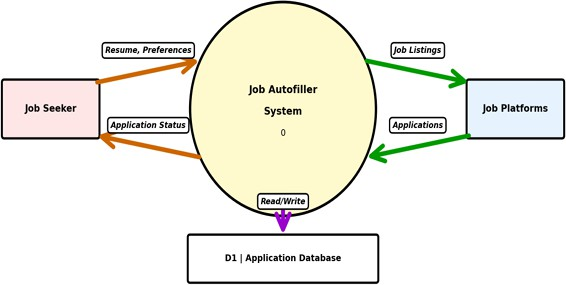 Resume, Preferences
Job Listings
Job Autofiller
System
0
Job Seeker
Job Platforms
Application Status
Applications
Read/Write
D1 | Application Database